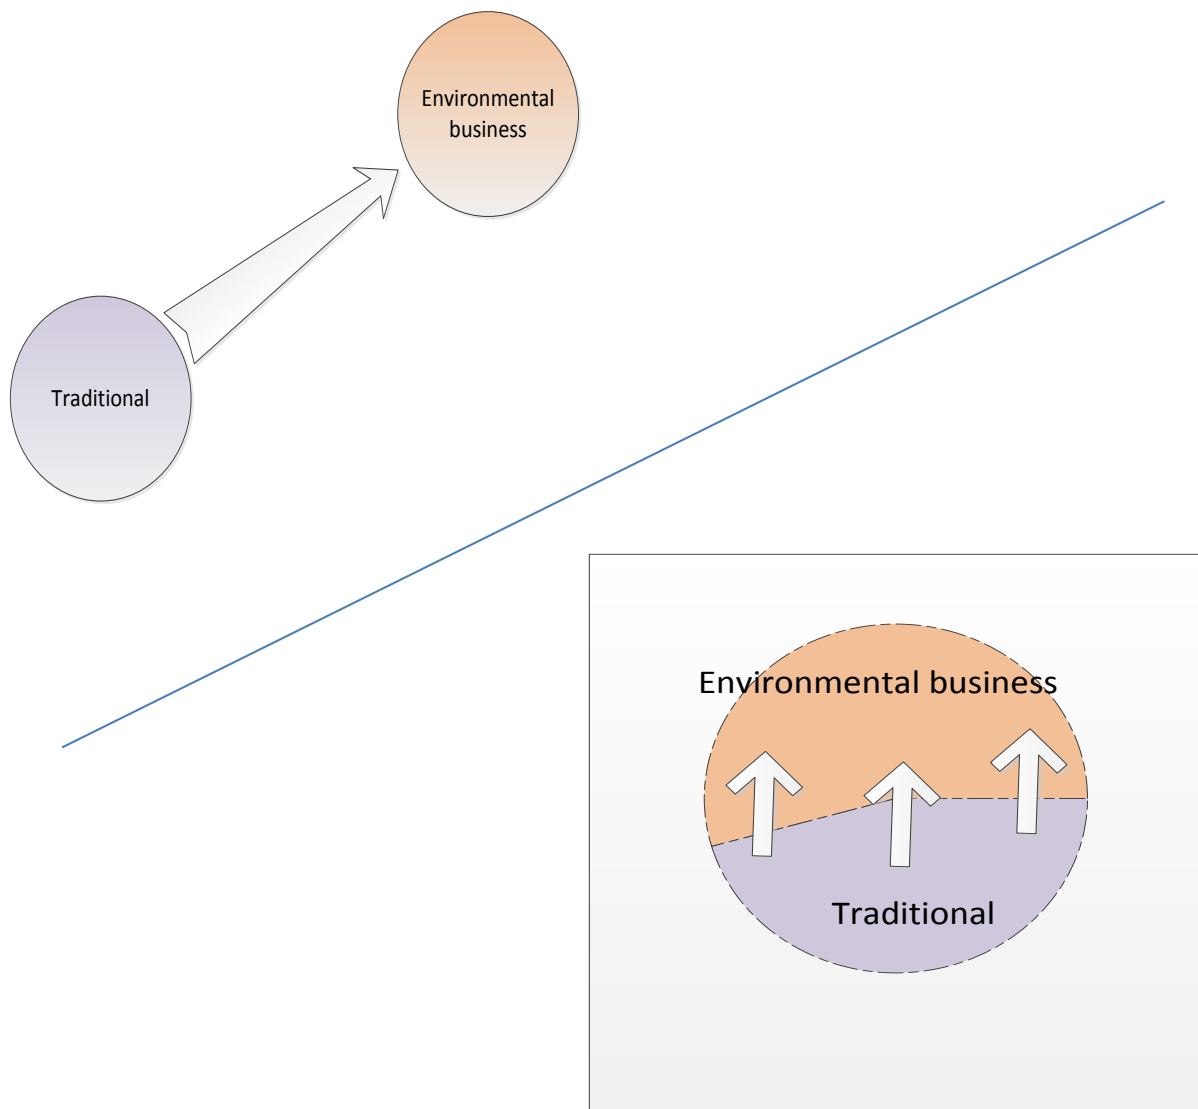 Environmental
business
Traditional
Environmental business
Traditional